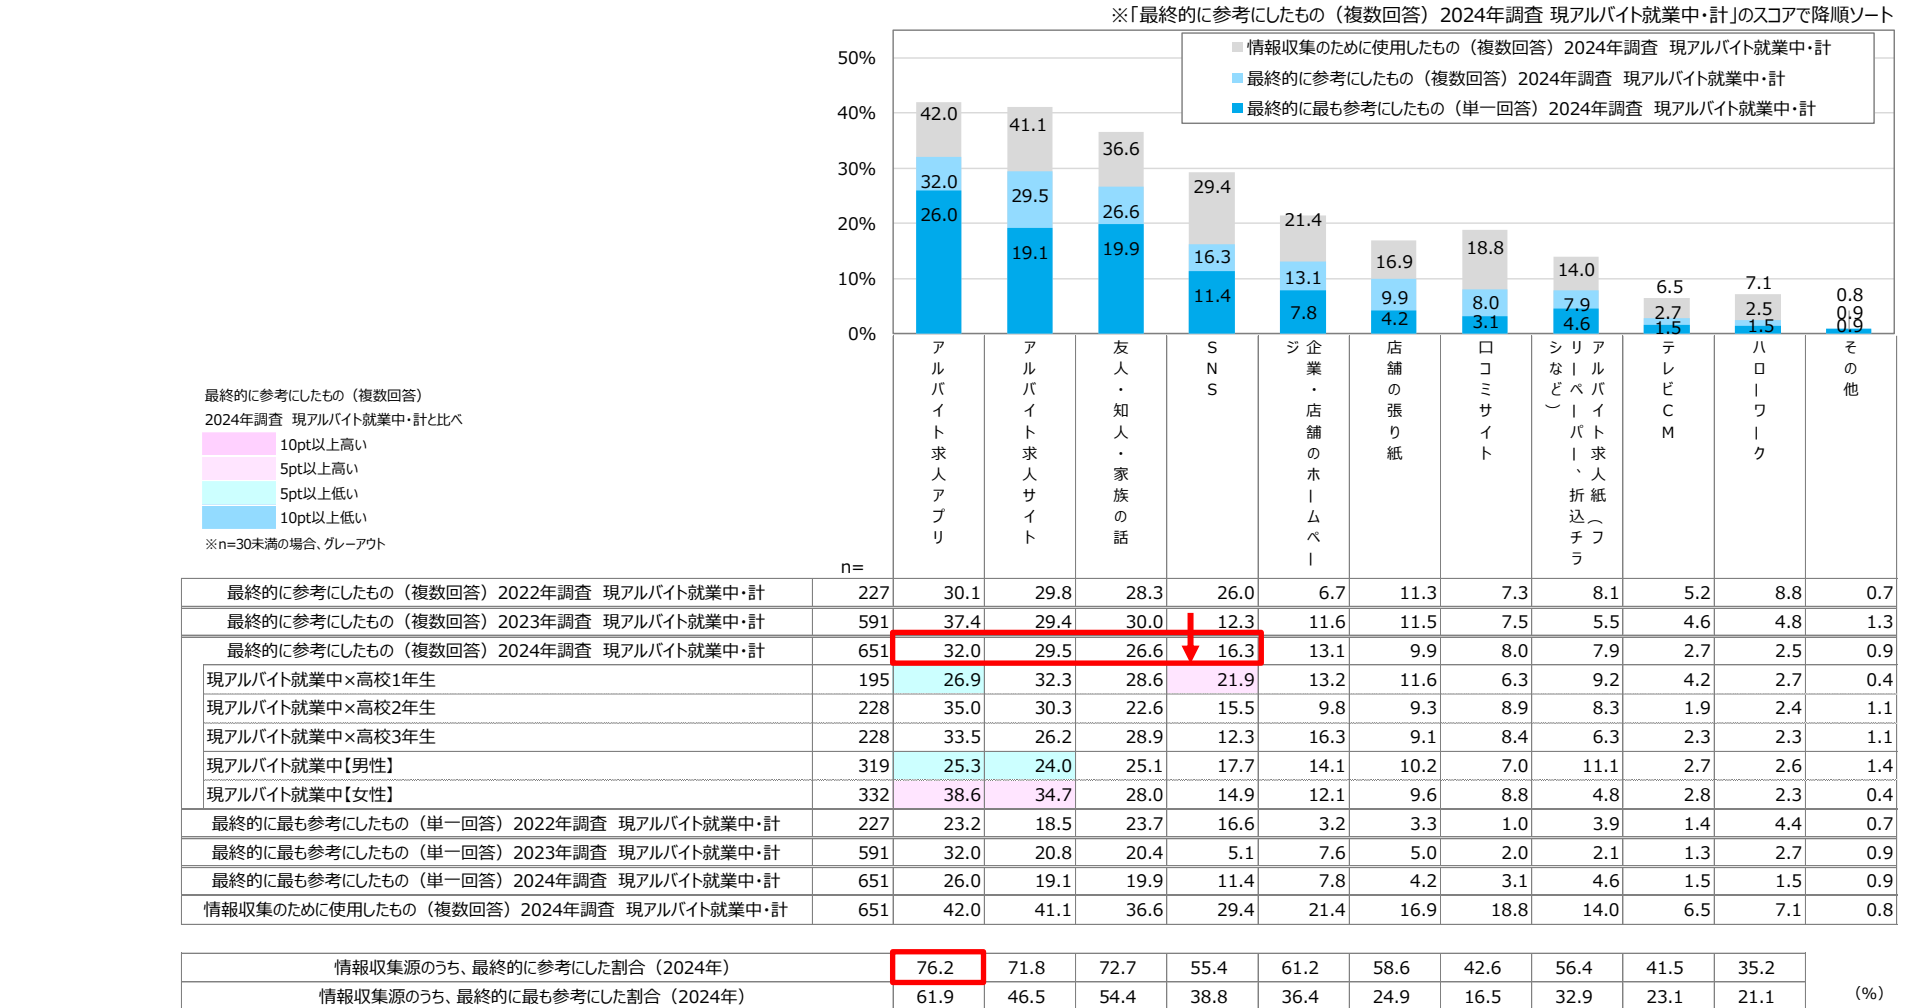 ※「最終的に参考にしたもの（複数回答）2024年調査 現アルバイト就業中・計」のスコアで降順ソート
情報収集のために使用したもの（複数回答）2024年調査　現アルバイト就業中・計
最終的に参考にしたもの（複数回答）2024年調査　現アルバイト就業中・計
最終的に最も参考にしたもの（単一回答）2024年調査　現アルバイト就業中・計
50%
40%
30%
20%
10%
0%
42.0 41.1 36.6 29.4 21.4 16.9 18.8 14.0 6.5 7.1 0.8
32.0 29.5 26.6 16.3 13.1 9.9 8.0 7.9 2.7 2.5 0.9
26.0 19.1 19.9 11.4 7.8 4.2 3.1 4.6 1.5 1.5 0.9
アルバイト求人アプリ
アルバイト求人サイト
友人・知人・家族の話
SNS
企業・店舗のホームページ
店舗の張り紙
口コミサイト
アルバイト求人紙（フリーペーパー、折込チラシなど）
テレビCM
ハローワーク
その他
最終的に参考にしたもの（複数回答）
2024年調査　現アルバイト就業中・計と比べ
10pt以上高い
5pt以上高い
5pt以上低い
10pt以上低い
※n=30未満の場合、グレーアウト
n=
最終的に参考にしたもの（複数回答）2022年調査　現アルバイト就業中・計 227 30.1 29.8 28.3 26.0 6.7 11.3 7.3 8.1 5.2 8.8 0.7
最終的に参考にしたもの（複数回答）2023年調査　現アルバイト就業中・計 591 37.4 29.4 30.0 12.3 11.6 11.5 7.5 5.5 4.6 4.8 1.3
最終的に参考にしたもの（複数回答）2024年調査　現アルバイト就業中・計 651 32.0 29.5 26.6 16.3 13.1 9.9 8.0 7.9 2.7 2.5 0.9
現アルバイト就業中×高校1年生 195 26.9 32.3 28.6 21.9 13.2 11.6 6.3 9.2 4.2 2.7 0.4
現アルバイト就業中×高校2年生 228 35.0 30.3 22.6 15.5 9.8 9.3 8.9 8.3 1.9 2.4 1.1
現アルバイト就業中×高校3年生 228 33.5 26.2 28.9 12.3 16.3 9.1 8.4 6.3 2.3 2.3 1.1
現アルバイト就業中【男性】 319 25.3 24.0 25.1 17.7 14.1 10.2 7.0 11.1 2.7 2.6 1.4
現アルバイト就業中【女性】 332 38.6 34.7 28.0 14.9 12.1 9.6 8.8 4.8 2.8 2.3 0.4
最終的に最も参考にしたもの（単一回答）2022年調査　現アルバイト就業中・計 227 23.2 18.5 23.7 16.6 3.2 3.3 1.0 3.9 1.4 4.4 0.7
最終的に最も参考にしたもの（単一回答）2023年調査　現アルバイト就業中・計 591 32.0 20.8 20.4 5.1 7.6 5.0 2.0 2.1 1.3 2.7 0.9
最終的に最も参考にしたもの（単一回答）2024年調査　現アルバイト就業中・計 651 26.0 19.1 19.9 11.4 7.8 4.2 3.1 4.6 1.5 1.5 0.9
情報収集のために使用したもの（複数回答）2024年調査　現アルバイト就業中・計 651 42.0 41.1 36.6 29.4 21.4 16.9 18.8 14.0 6.5 7.1 0.8
情報収集源のうち、最終的に参考にした割合（2024年） 76.2 71.8 72.7 55.4 61.2 58.6 42.6 56.4 41.5 35.2
情報収集源のうち、最終的に最も参考にした割合（2024年） 61.9 46.5 54.4 38.8 36.4 24.9 16.5 32.9 23.1 21.1
（%）